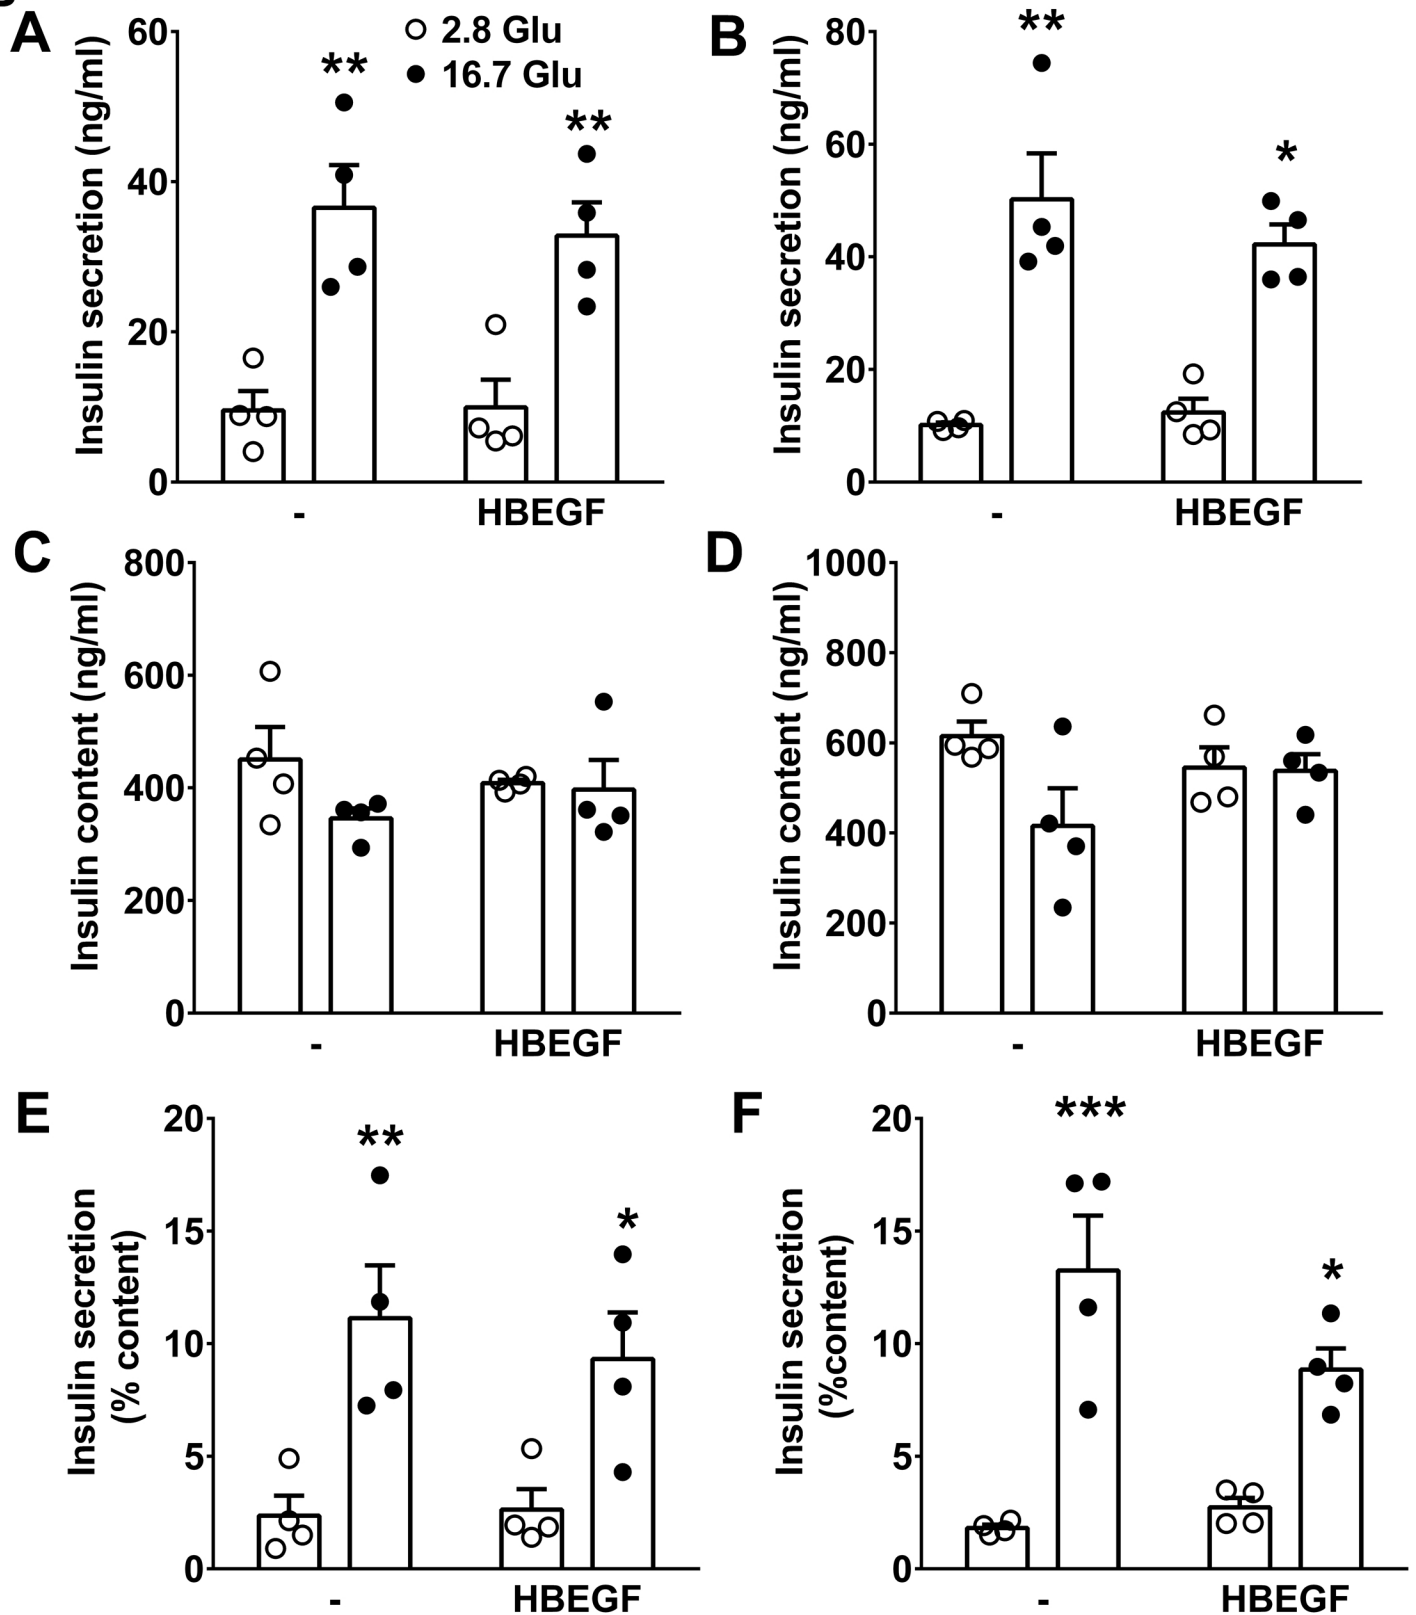 A
Insulin secretion (ng/ml)
60
40
20
0
2.8 Glu
16.7 Glu
**
**
-
HBEGF
B
Insulin secretion (ng/ml)
80
60
40
20
0
**
*
-
HBEGF
C
Insulin content (ng/ml)
800
600
400
200
0
-
HBEGF
D
Insulin content (ng/ml)
1000
800
600
400
200
0
-
HBEGF
E
Insulin secretion
(% content)
20
15
10
5
0
**
*
-
HBEGF
F
Insulin secretion
(%content)
20
15
10
5
0
***
*
-
HBEGF